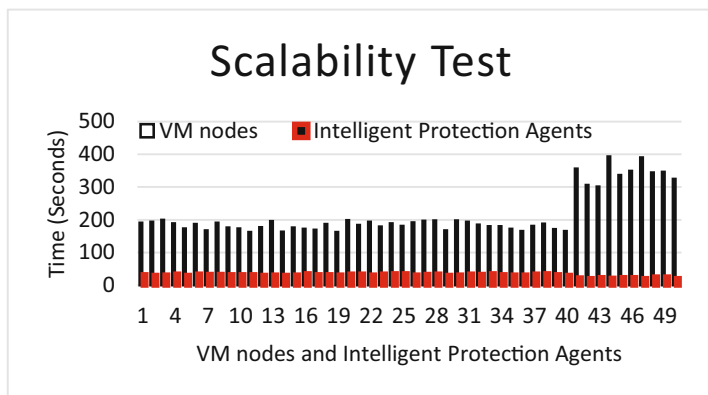 Scalability Test
500
VM nodes Intelligent Protection Agents
400
300
200
100
0
Time (Seconds)
1 4 7 10 13 16 19 22 25 28 31 34 37 40 43 46 49
VM nodes and Intelligent Protection Agents